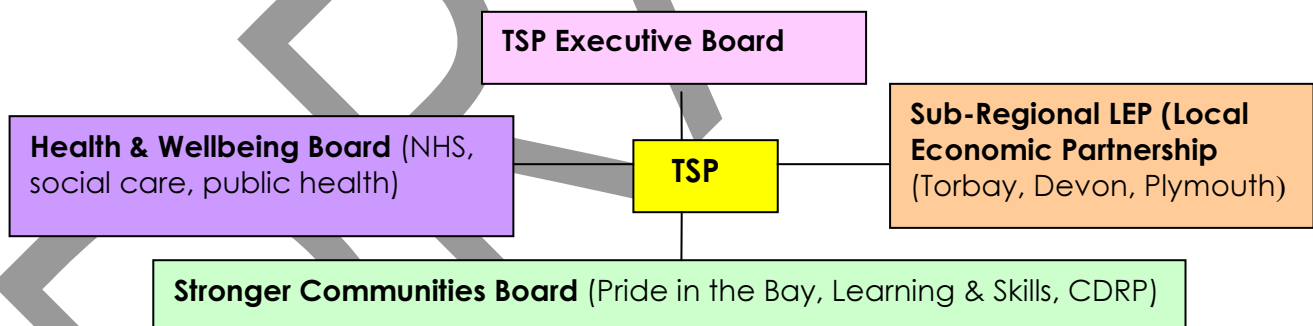 TSP Executive Board
Sub-Regional LEP (Local
Economic Partnership
(Torbay, Devon, Plymouth)
Health & Wellbeing Board (NHS,
social care, public health)
TSP
Stronger Communities Board (Pride in the Bay, Learning & Skills, CDRP)